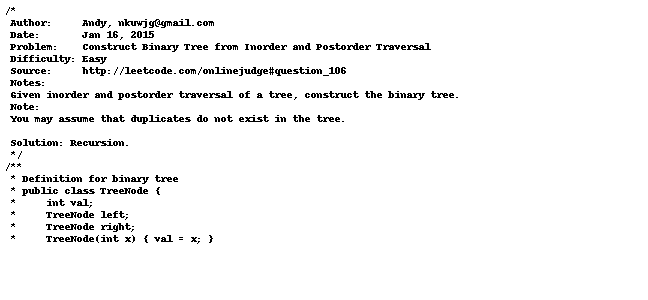 /*
 Author:     Andy, nkuwjg@gmail.com
 Date:       Jan 16, 2015
 Problem:    Construct Binary Tree from Inorder and Postorder Traversal
 Difficulty: Easy
 Source:     http://leetcode.com/onlinejudge#question_106
 Notes:
 Given inorder and postorder traversal of a tree, construct the binary tree.
 Note:
 You may assume that duplicates do not exist in the tree.

 Solution: Recursion.
 */
/**
 * Definition for binary tree
 * public class TreeNode {
 *     int val;
 *     TreeNode left;
 *     TreeNode right;
 *     TreeNode(int x) { val = x; }